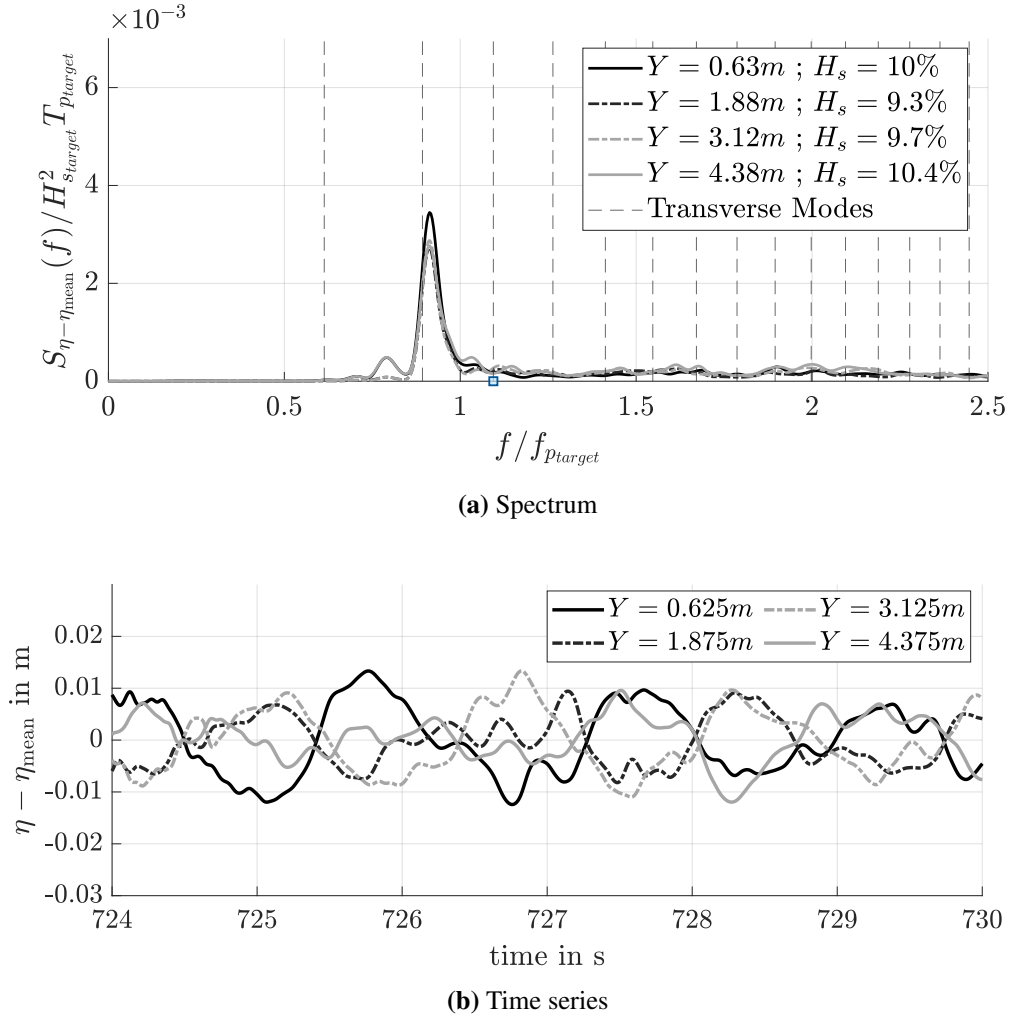 ×10⁻³
6
4
2
0
S_{η−η_mean}(f)/H²_{s_target} T_{p_target}
Y = 0.63m ; H_s = 10%
Y = 1.88m ; H_s = 9.3%
Y = 3.12m ; H_s = 9.7%
Y = 4.38m ; H_s = 10.4%
Transverse Modes
0 0.5 1 1.5 2 2.5
f/f_{p_target}
(a) Spectrum
0.02
0.01
0
-0.01
-0.02
-0.03
η − η_mean in m
Y = 0.625m Y = 3.125m
Y = 1.875m Y = 4.375m
724 725 726 727 728 729 730
time in s
(b) Time series